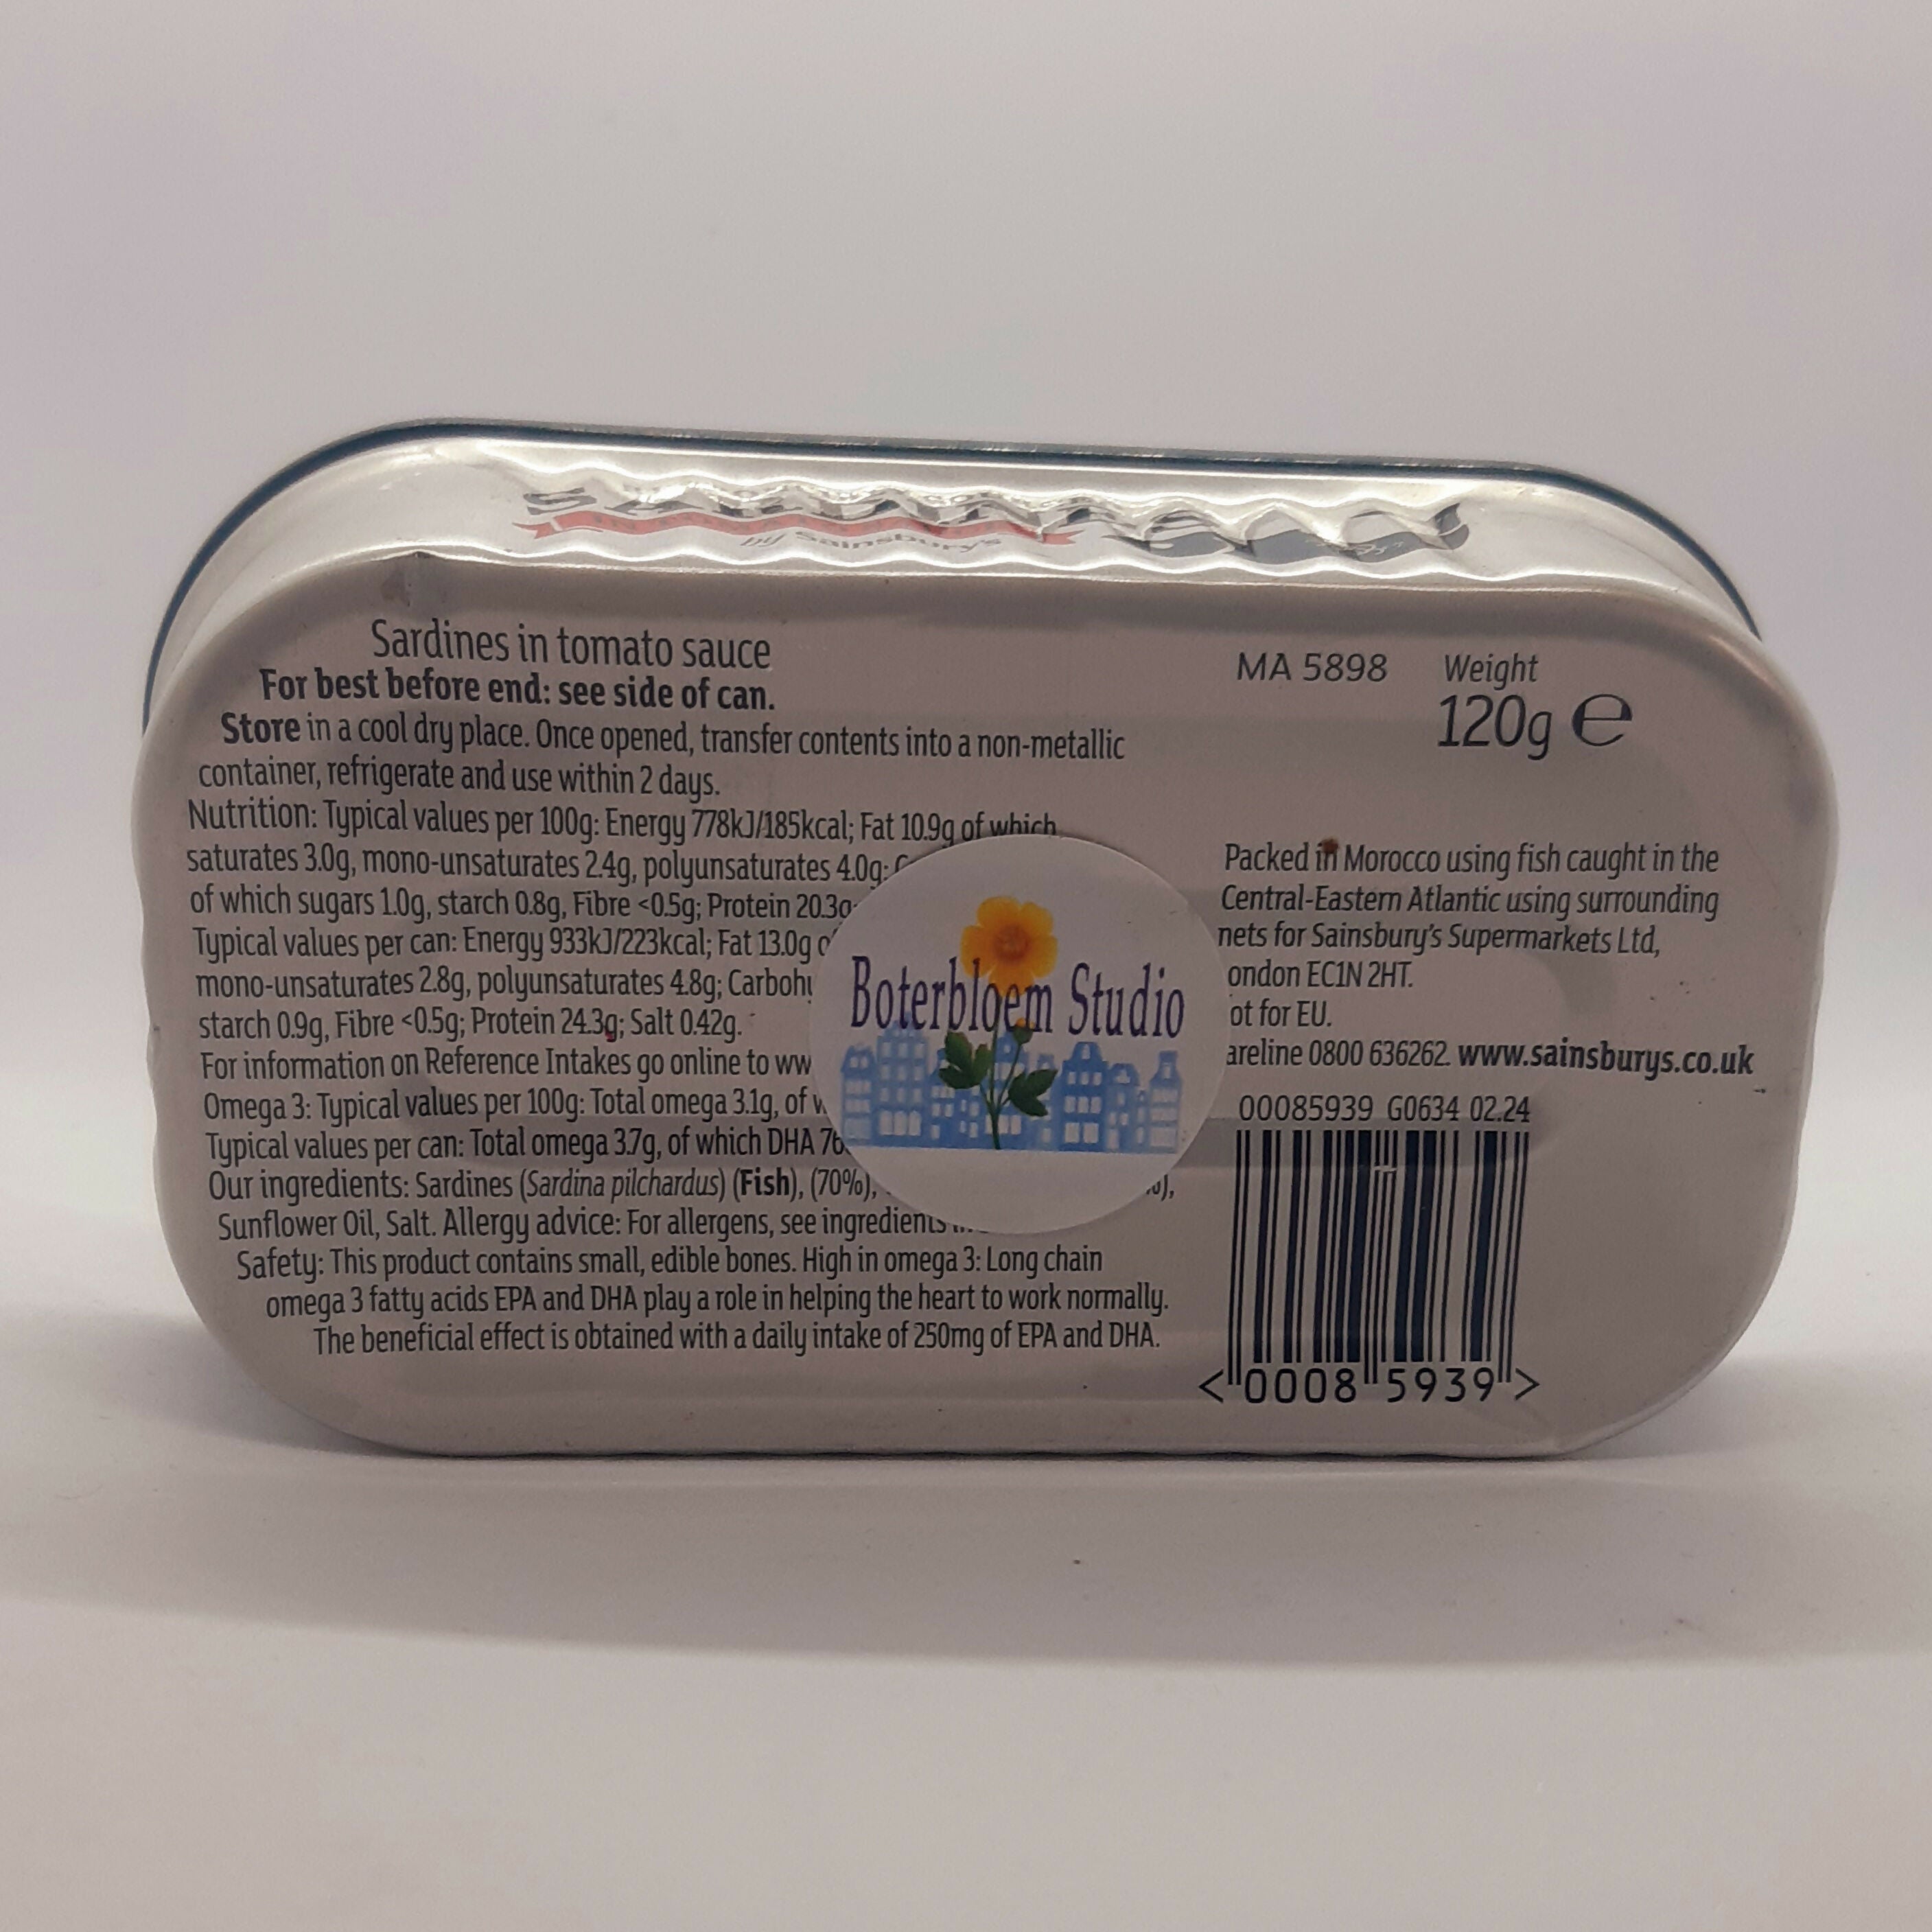 by Sainsbury's
Sardines in tomato sauce
For best before end: see side of can.
Store in a cool dry place. Once opened, transfer contents into a non-metallic
container, refrigerate and use within 2 days.
Nutrition: Typical values per 100g: Energy 778kJ/185kcal; Fat 10.9g of which
saturates 3.0g, mono-unsaturates 2.4g, polyunsaturates 4.0g;
of which sugars 1.0g, starch 0.8g, Fibre <0.5g; Protein 20.3g
Typical values per can: Energy 933kJ/223kcal; Fat 13.0g
mono-unsaturates 2.8g, polyunsaturates 4.8g; Carbohy
starch 0.9g, Fibre <0.5g; Protein 24.3g; Salt 0.42g.
For information on Reference Intakes go online to ww
Omega 3: Typical values per 100g: Total omega 3.1g, of
Typical values per can: Total omega 3.7g, of which DHA 76
Our ingredients: Sardines (Sardina pilchardus) (Fish), (70%),
Sunflower Oil, Salt. Allergy advice: For allergens, see ingredients
Safety: This product contains small, edible bones. High in omega 3: Long chain
omega 3 fatty acids EPA and DHA play a role in helping the heart to work normally.
The beneficial effect is obtained with a daily intake of 250mg of EPA and DHA.
Boterbloem Studio
MA 5898 Weight
120g e
Packed in Morocco using fish caught in the
Central-Eastern Atlantic using surrounding
nets for Sainsbury's Supermarkets Ltd,
ondon EC1N 2HT.
ot for EU.
areline 0800 636262. www.sainsburys.co.uk
00085939 G0634 02.24
<0008 5939>